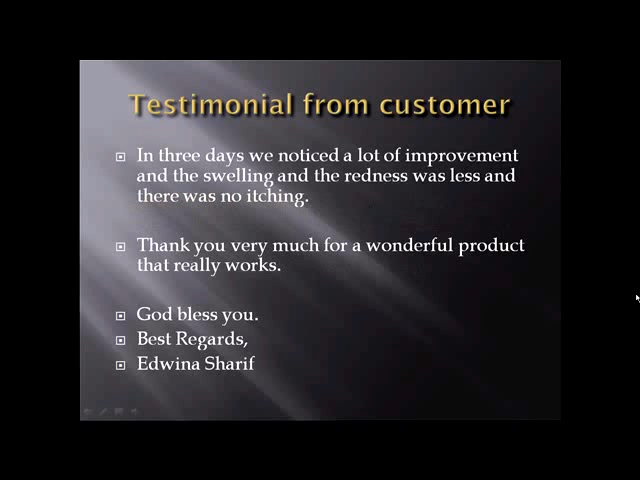 Testimonial from customer
In three days we noticed a lot of improvement
and the swelling and the redness was less and
there was no itching.
Thank you very much for a wonderful product
that really works.
God bless you.
Best Regards,
Edwina Sharif